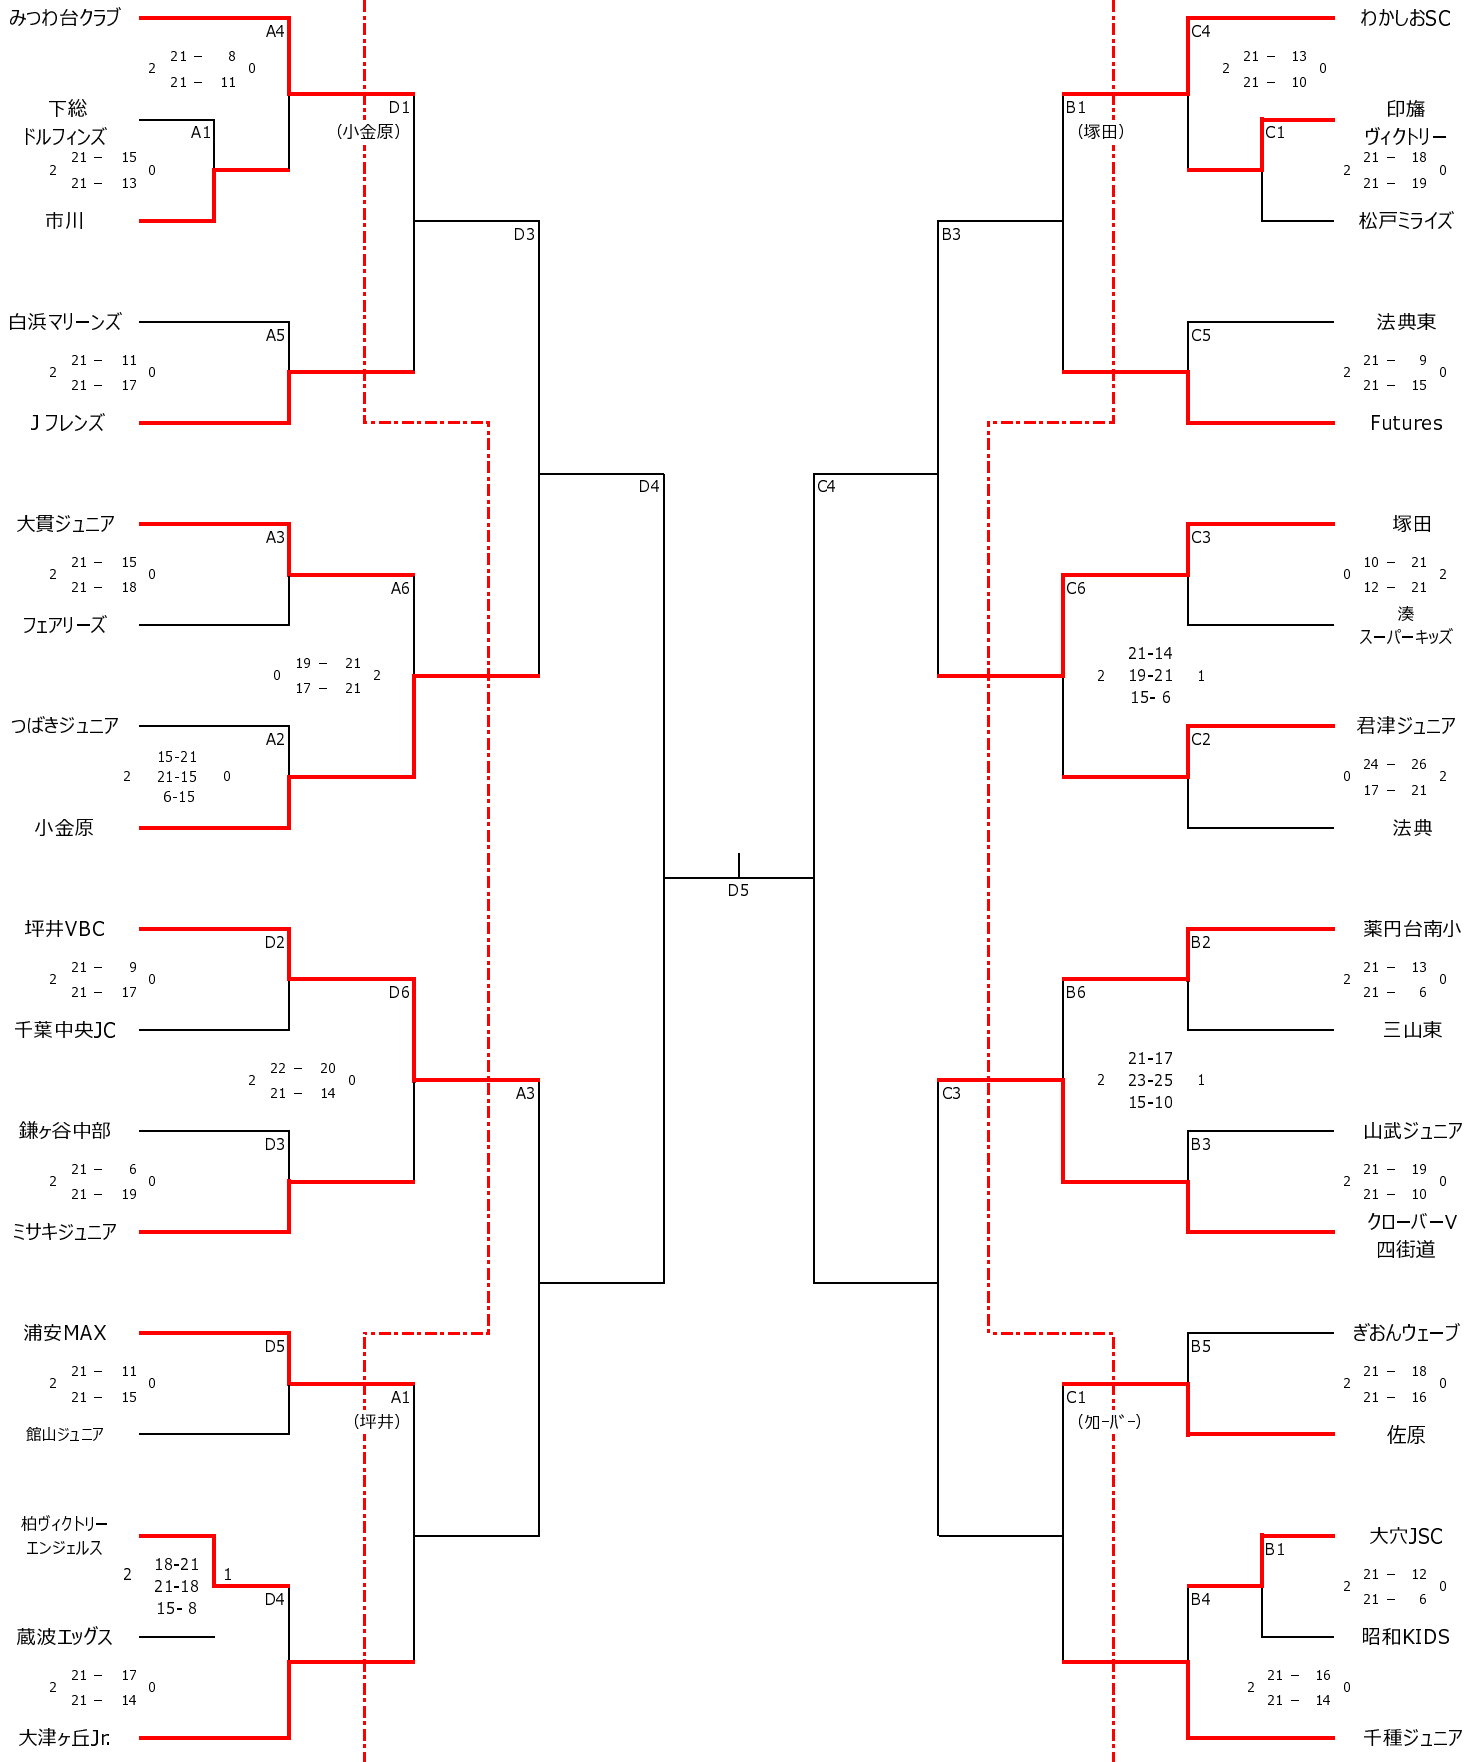 みつわ台クラブ
A4
21 － 8
2 0
21 － 11
下総
ドルフィンズ
A1
21 － 15
2 0
21 － 13
市川
D1
(小金原)
D3
白浜マリーンズ
A5
21 － 11
2 0
21 － 17
J フレンズ
D4
大貫ジュニア
A3
21 － 15
2 0
21 － 18
A6
フェアリーズ
19 － 21
0 2
17 － 21
つばきジュニア
A2
15-21
2 21-15 0
6-15
小金原
D5
坪井VBC
D2
21 － 9
2 0
21 － 17
D6
千葉中央JC
22 － 20
2 0
21 － 14
A3
鎌ヶ谷中部
D3
21 － 6
2 0
21 － 19
ミサキジュニア
浦安MAX
D5
21 － 11
2 0
21 － 15
A1
(坪井)
館山ジュニア
柏ヴィクトリー
エンジェルス
18-21
2 21-18 1
15- 8
D4
蔵波エッグス
21 － 17
2 0
21 － 14
大津ヶ丘Jr.
わかしおSC
C4
21 － 13
2 0
21 － 10
B1
(塚田)
印旛
ヴィクトリー
C1
21 － 18
2 0
21 － 19
松戸ミライズ
B3
法典東
C5
21 － 9
2 0
21 － 15
Futures
C4
塚田
C3
10 － 21
0 2
12 － 21
C6
湊
スーパーキッズ
21-14
2 19-21 1
15- 6
君津ジュニア
C2
24 － 26
0 2
17 － 21
法典
薬円台南小
B2
21 － 13
2 0
21 － 6
B6
三山東
21-17
2 23-25 1
15-10
C3
山武ジュニア
B3
21 － 19
2 0
21 － 10
クローバーV
四街道
ぎおんウェーブ
B5
21 － 18
2 0
21 － 16
C1
(ｸﾛｰﾊﾞｰ)
佐原
大穴JSC
B1
21 － 12
2 0
21 － 6
B4
昭和KIDS
21 － 16
2 0
21 － 14
千種ジュニア